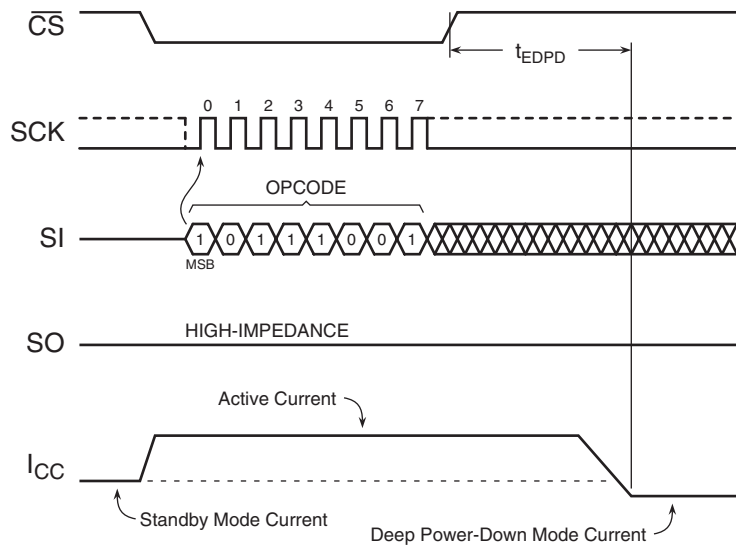 CS
tEDPD
0 1 2 3 4 5 6 7
SCK
OPCODE
SI 1 0 1 1 1 0 0 1
MSB
HIGH-IMPEDANCE
SO
Active Current
ICC
Standby Mode Current
Deep Power-Down Mode Current